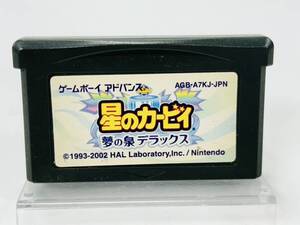 ゲームボーイ アドバンス AGB-A7KJ-JPN
星のカービィ
夢の泉デラックス
©1993-2002 HAL Laboratory,Inc. / Nintendo